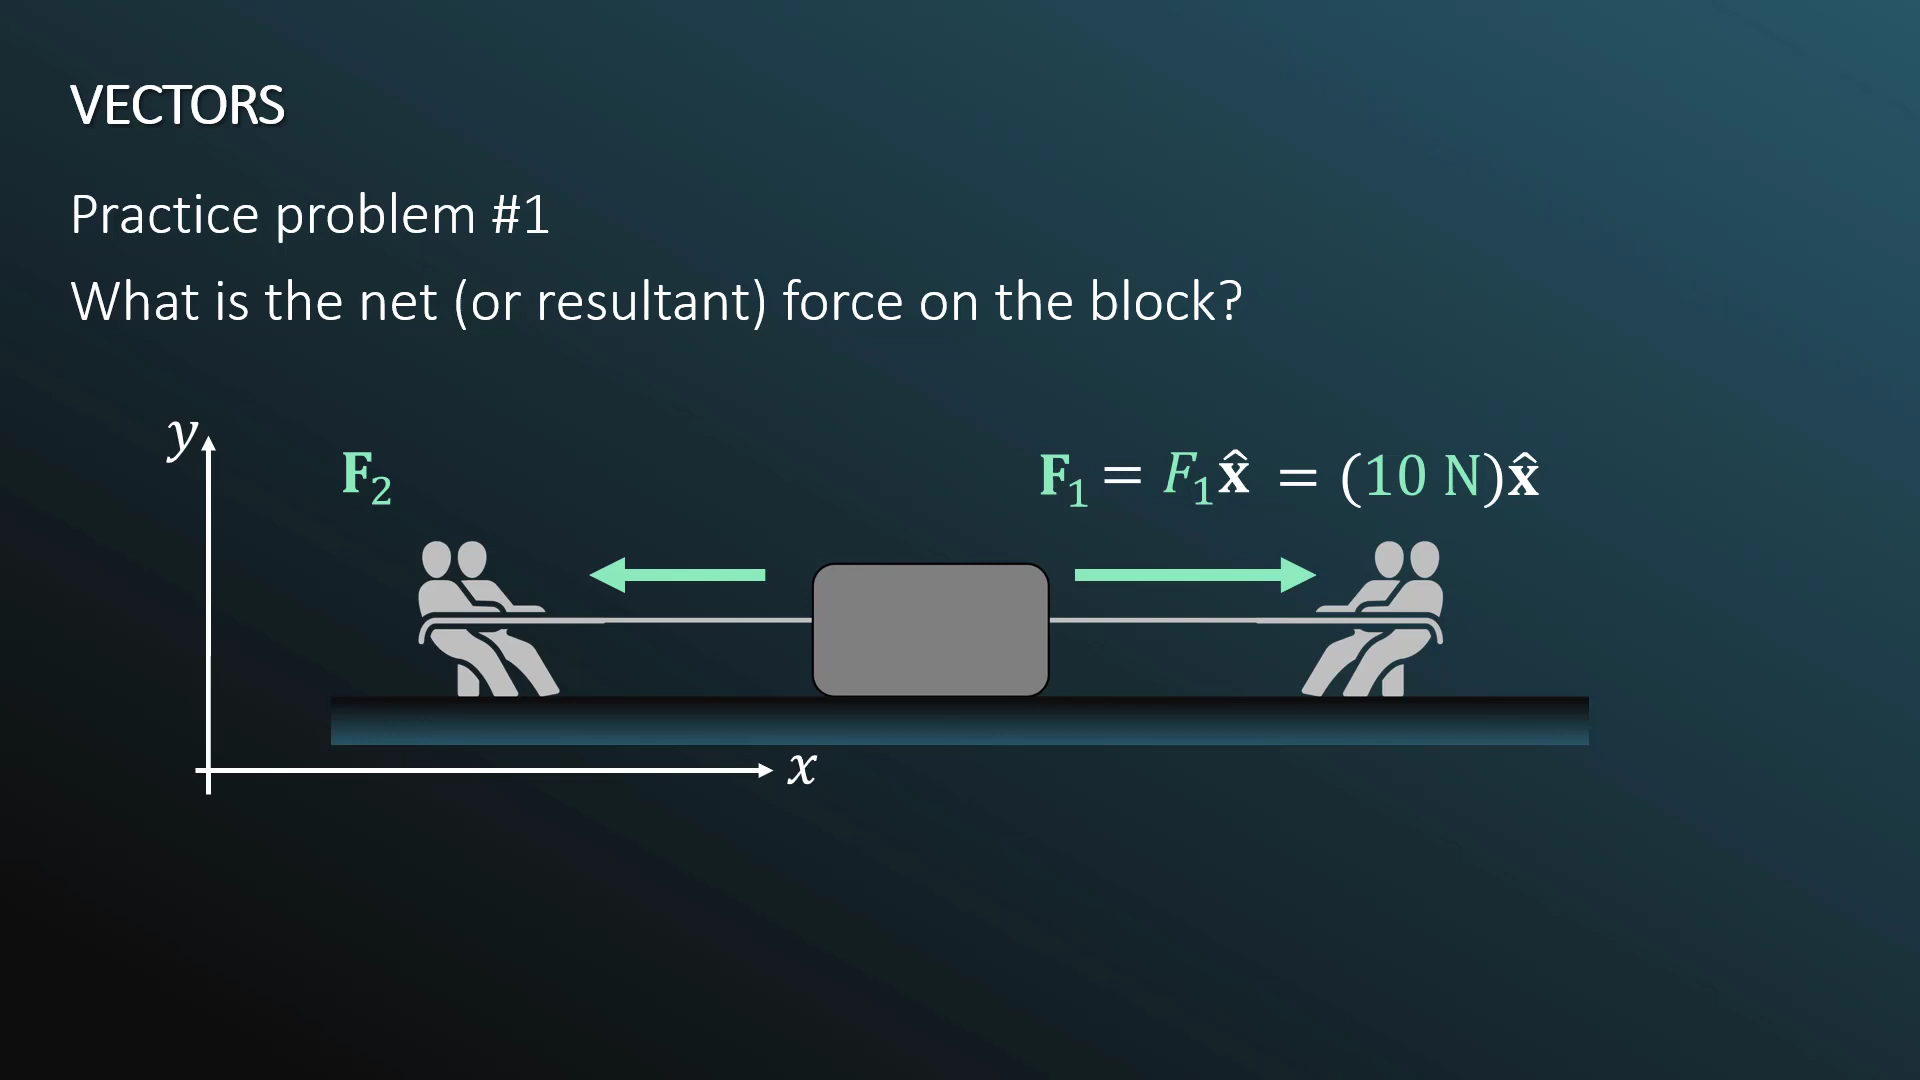 VECTORS
Practice problem #1
What is the net (or resultant) force on the block?
y
𝐅₂
𝐅₁ = F₁𝐱̂ = (10 N)𝐱̂
x